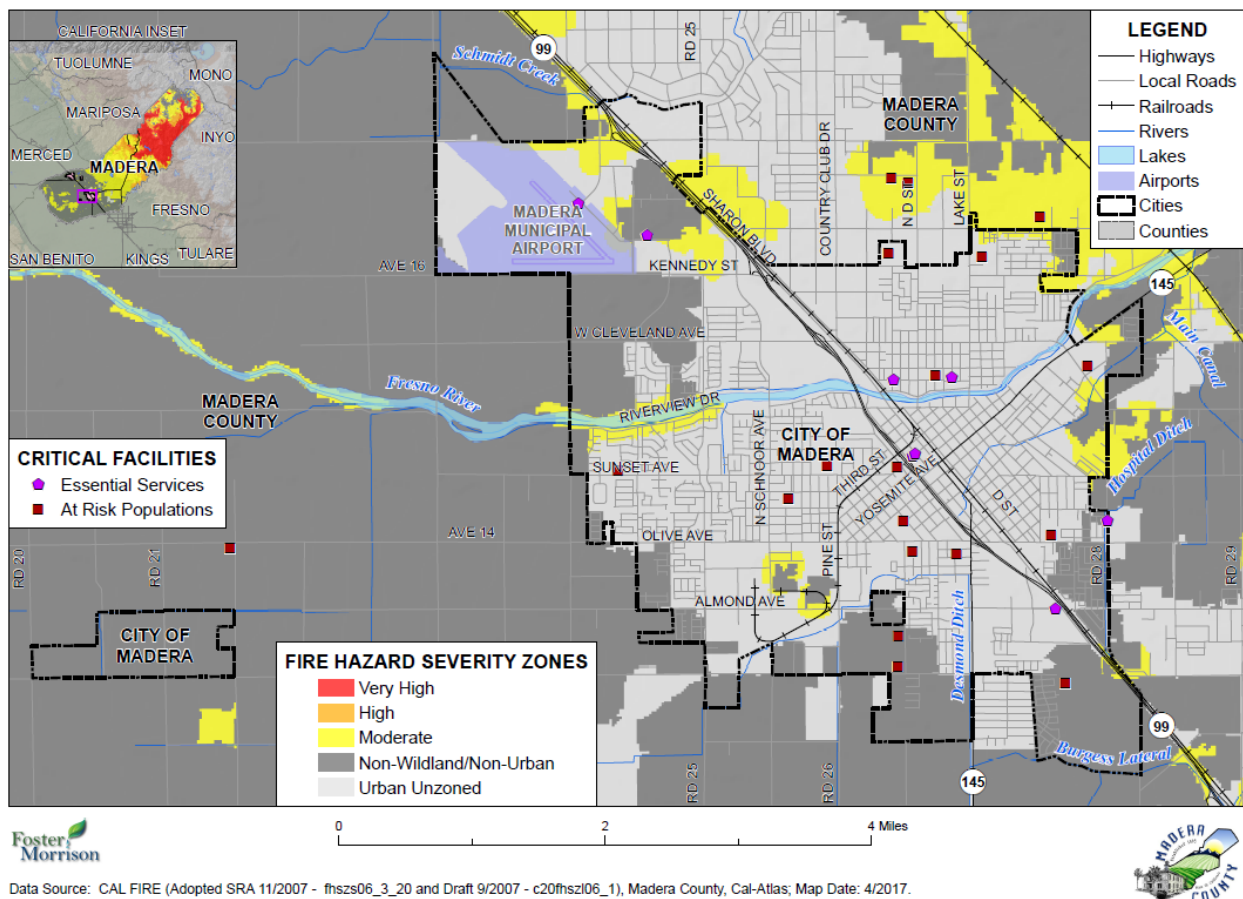 CALIFORNIA INSET
TUOLUMNE
MONO
MARIPOSA
INYO
MERCED
MADERA
FRESNO
TULARE
SAN BENITO
KINGS
99
Schmidt Creek
RD 25
MADERA
COUNTY
COUNTRY CLUB DR
N D ST
LAKE ST
SHARON BLVD
MADERA
MUNICIPAL
AIRPORT
AVE 16
KENNEDY ST
LEGEND
Highways
Local Roads
Railroads
Rivers
Lakes
Airports
Cities
Counties
145
Main Canal
W CLEVELAND AVE
Fresno River
RIVERVIEW DR
MADERA
COUNTY
CITY OF
MADERA
N SCHNOOR AVE
THIRD ST
YOSEMITE AVE
D ST
Hospital Ditch
SUNSET AVE
CRITICAL FACILITIES
Essential Services
At Risk Populations
AVE 14
OLIVE AVE
PINE ST
RD 20
RD 21
RD 28
RD 29
ALMOND AVE
CITY OF
MADERA
Desmond Ditch
FIRE HAZARD SEVERITY ZONES
Very High
High
Moderate
Non-Wildland/Non-Urban
Urban Unzoned
RD 25
RD 26
145
99
Burgess Lateral
Foster
Morrison
0
2
4 Miles
MADERA
COUNTY
Data Source: CAL FIRE (Adopted SRA 11/2007 - fhszs06_3_20 and Draft 9/2007 - c20fhszl06_1), Madera County, Cal-Atlas; Map Date: 4/2017.